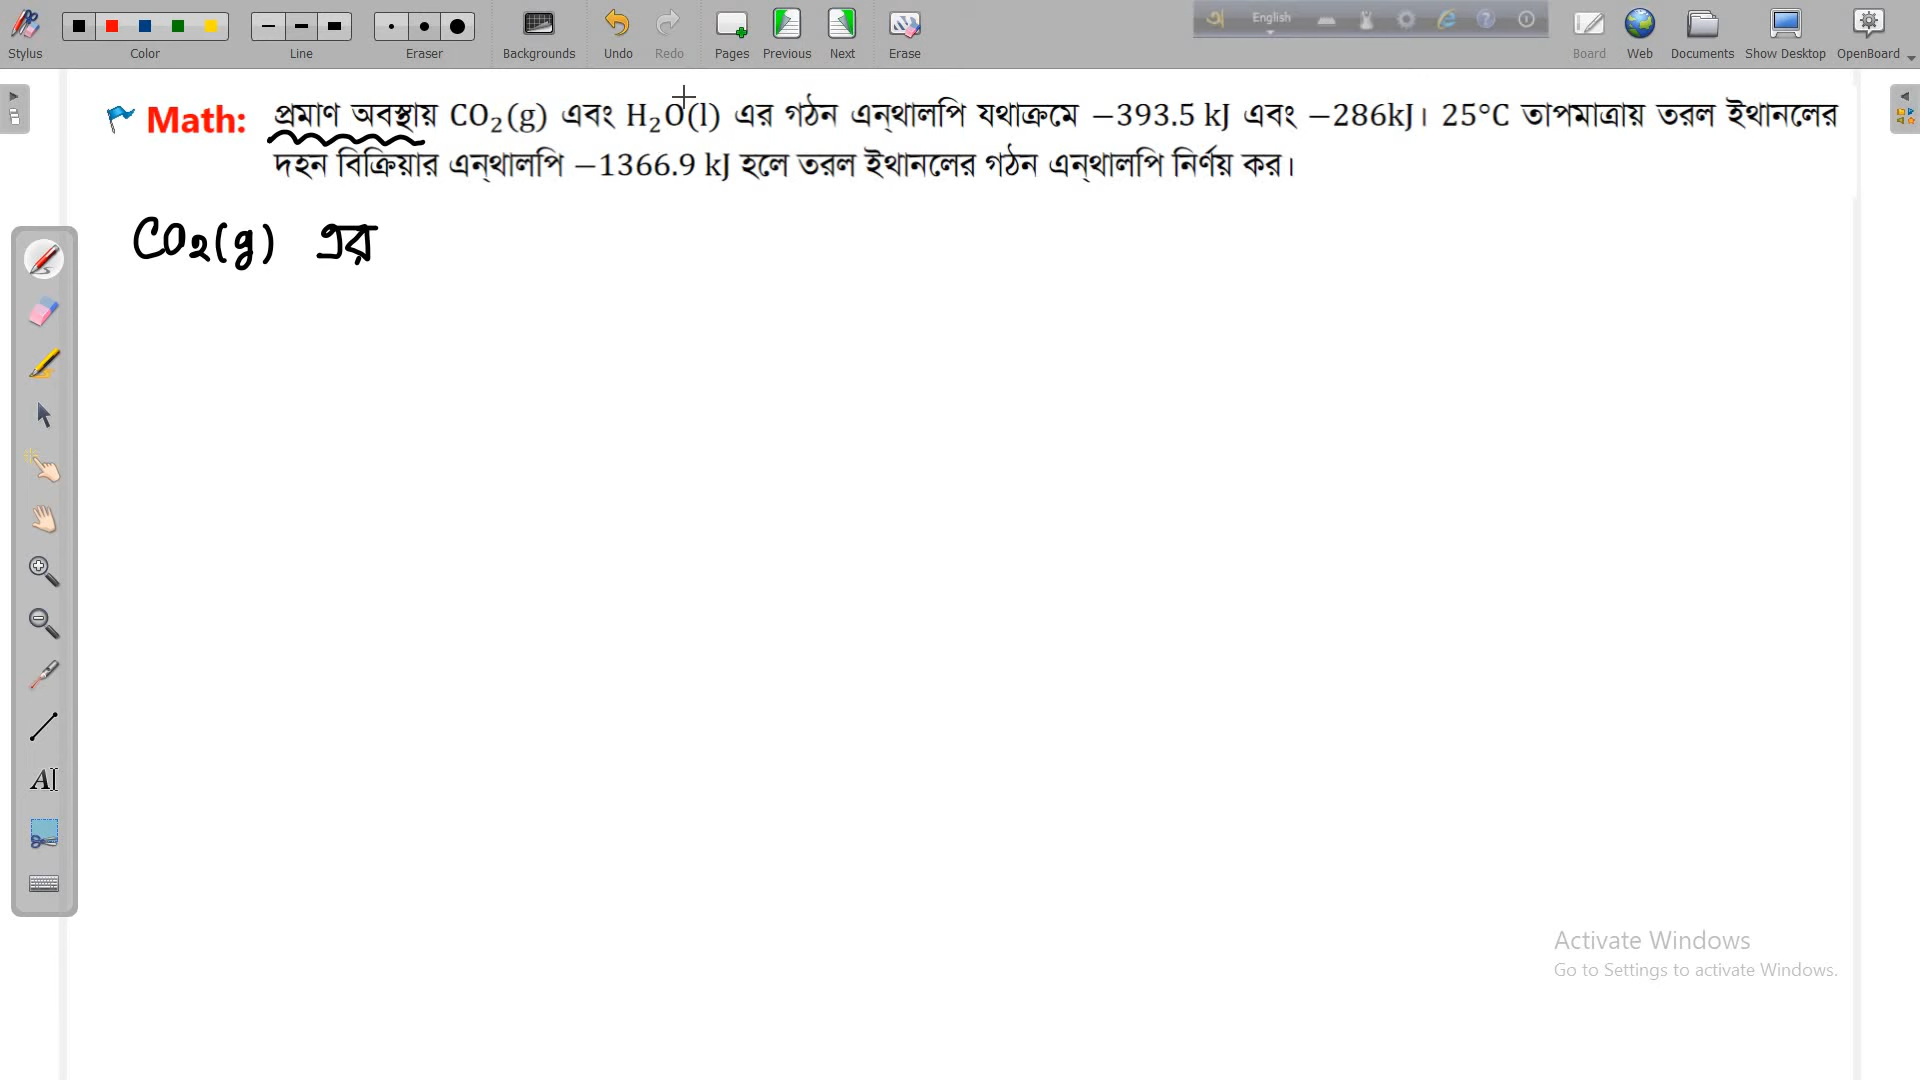 Stylus Color Line Eraser Backgrounds Undo Redo Pages Previous Next Erase English Board Web Documents Show Desktop OpenBoard
Math: প্রমাণ অবস্থায় CO₂(g) এবং H₂O(l) এর গঠন এন্থালপি যথাক্রমে −393.5 kJ এবং −286kJ। 25°C তাপমাত্রায় তরল ইথানলের
দহন বিক্রিয়ার এন্থালপি −1366.9 kJ হলে তরল ইথানলের গঠন এন্থালপি নির্ণয় কর।
CO₂(g) এর
Activate Windows
Go to Settings to activate Windows.